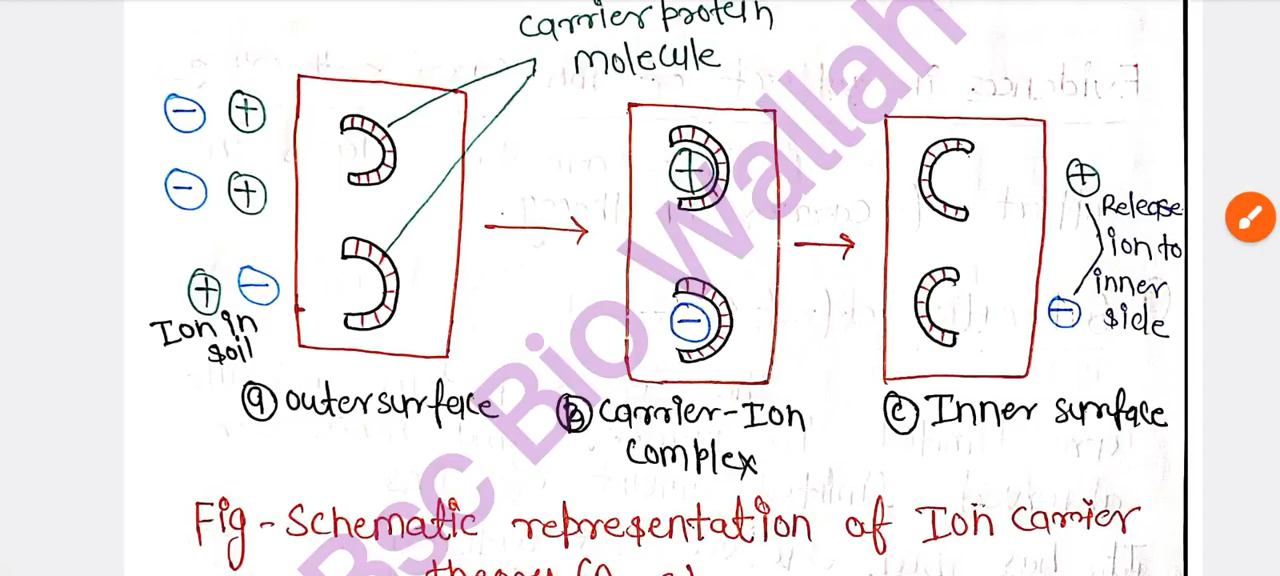 carrier protein
molecule
Ion in
soil
Release
ion to
inner
side
ⓐ outersurface
ⓑ carrier-Ion
complex
ⓒ Inner surface
Fig-schematic representation of Ion carrier
Bsc Bio Wallah